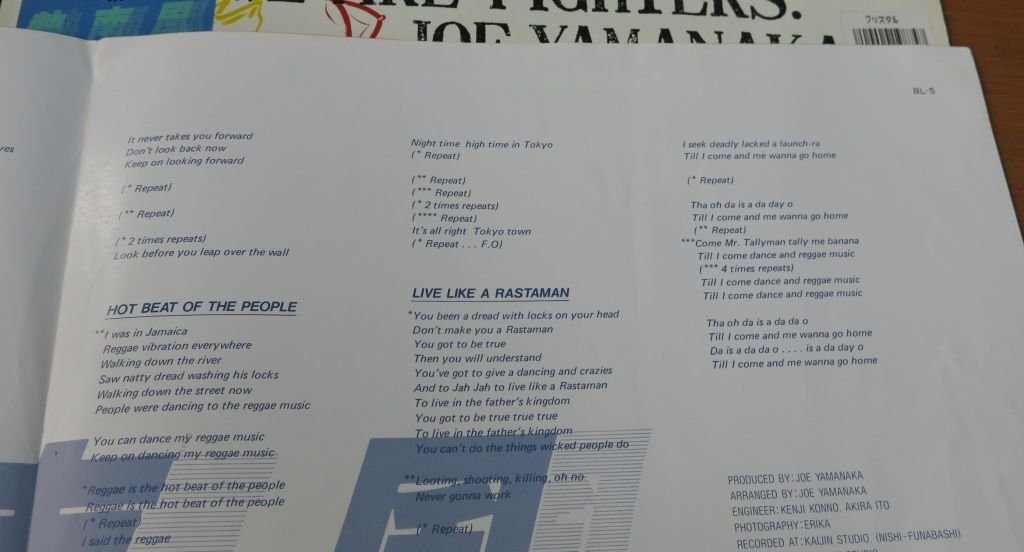 FIGHTERS.
JOE YAMANAKA
クリスタル
BL-5
It never takes you forward
Don't look back now
Keep on looking forward
(* Repeat)
(** Repeat)
(* 2 times repeats)
Look before you leap over the wall
HOT BEAT OF THE PEOPLE
**I was in Jamaica
Reggae vibration everywhere
Walking down the river
Saw natty dread washing his locks
Walking down the street now
People were dancing to the reggae music
You can dance my reggae music
Keep on dancing my reggae music
*Reggae is the hot beat of the people
Reggae is the hot beat of the people
(* Repeat)
I said the reggae
Night time high time in Tokyo
(* Repeat)
(** Repeat)
(*** Repeat)
(* 2 times repeats)
(**** Repeat)
It's all right Tokyo town
(* Repeat . . . F.O)
LIVE LIKE A RASTAMAN
*You been a dread with locks on your head
Don't make you a Rastaman
You got to be true
Then you will understand
You've got to give a dancing and crazies
And to Jah Jah to live like a Rastaman
To live in the father's kingdom
You got to be true true true
To live in the father's kingdom
You can't do the things wicked people do
**Looting, shooting, killing, oh no
Never gonna work
(* Repeat)
I seek deadly lacked a launch-ra
Till I come and me wanna go home
(* Repeat)
Tha oh da is a da day o
Till I come and me wanna go home
(** Repeat)
***Come Mr. Tallyman tally me banana
Till I come dance and reggae music
(*** 4 times repeats)
Till I come dance and reggae music
Till I come dance and reggae music
Tha oh da is a da da o
Till I come and me wanna go home
Da is a da da o . . . . is a da day o
Till I come and me wanna go home
PRODUCED BY: JOE YAMANAKA
ARRANGED BY: JOE YAMANAKA
ENGINEER: KENJI KONNO, AKIRA ITO
PHOTOGRAPHY: ERIKA
RECORDED AT: KAIJIN STUDIO, (NISHI-FUNABASHI)